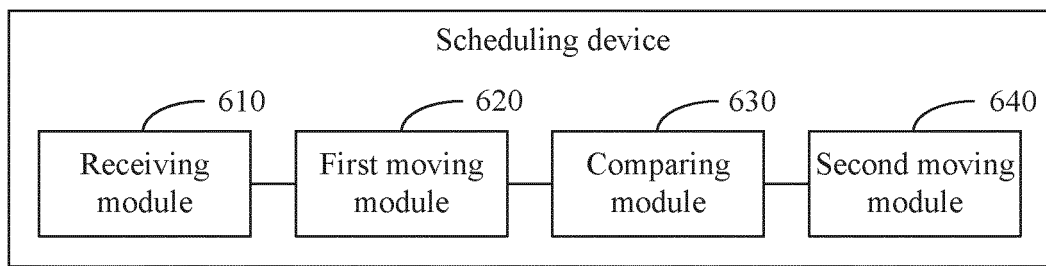 Scheduling device
610
620
630
640
Receiving
module
First moving
module
Comparing
module
Second moving
module